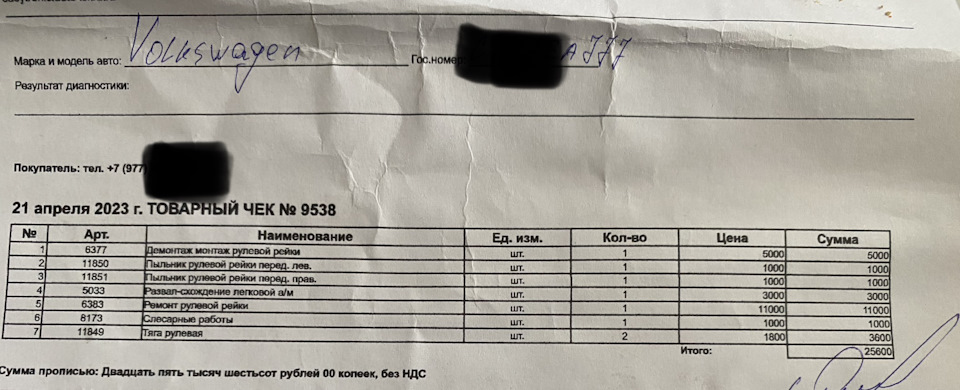 Марка и модель авто: Volkswagen Гос.номер А 777
Результат диагностики:
Покупатель: тел. +7 (977)
21 апреля 2023 г. ТОВАРНЫЙ ЧЕК № 9538
№ Арт. Наименование Ед. изм. Кол-во Цена Сумма
1 6377 Демонтаж монтаж рулевой рейки шт. 1 5000 5000
2 11850 Пыльник рулевой рейки перед. лев. шт. 1 1000 1000
3 11851 Пыльник рулевой рейки перед. прав. шт. 1 1000 1000
4 5033 Развал-схождение легковой а/м шт. 1 3000 3000
5 6383 Ремонт рулевой рейки шт. 1 11000 11000
6 8173 Слесарные работы шт. 1 1000 1000
7 11849 Тяга рулевая шт. 2 1800 3600
Итого: 25600
Сумма прописью: Двадцать пять тысяч шестьсот рублей 00 копеек, без НДС